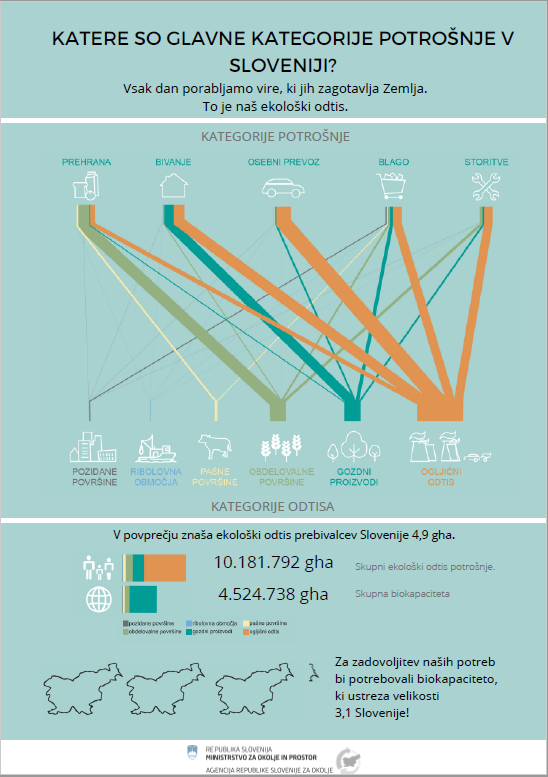 KATERE SO GLAVNE KATEGORIJE POTROŠNJE V
SLOVENIJI?
Vsak dan porabljamo vire, ki jih zagotavlja Zemlja.
To je naš ekološki odtis.
KATEGORIJE POTROŠNJE
PREHRANA BIVANJE OSEBNI PREVOZ BLAGO STORITVE
POZIDANE RIBOLOVNA PAŠNE OBDELOVALNE GOZDNI OGLJIČNI
POVRŠINE OBMOČJA POVRŠINE POVRŠINE PROIZVODI ODTIS
KATEGORIJE ODTISA
V povprečju znaša ekološki odtis prebivalcev Slovenije 4,9 gha.
10.181.792 gha Skupni ekološki odtis potrošnje.
4.524.738 gha Skupna biokapaciteta
pozidane površine ribolovna območja pašne površine
obdelovalne površine gozdni proizvodi ogljični odtis
Za zadovoljitev naših potreb
bi potrebovali biokapaciteto,
ki ustreza velikosti
3,1 Slovenije!
REPUBLIKA SLOVENIJA
MINISTRSTVO ZA OKOLJE IN PROSTOR
AGENCIJA REPUBLIKE SLOVENIJE ZA OKOLJE